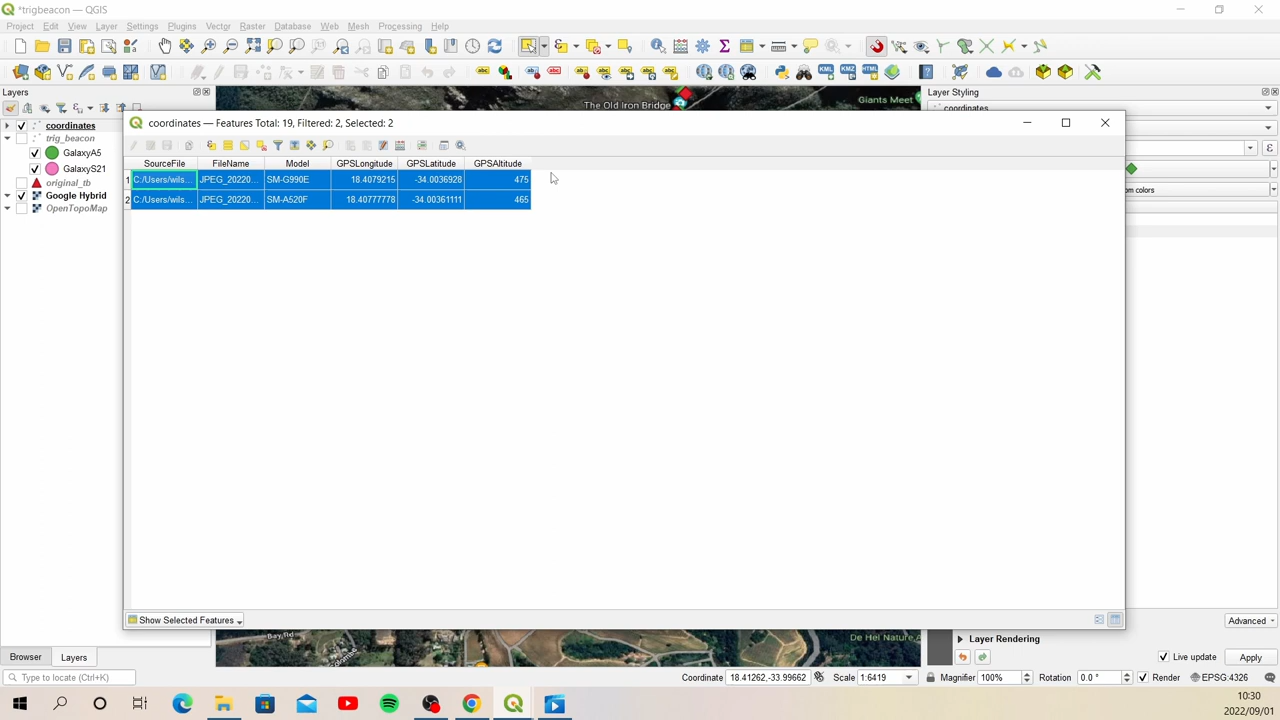 *trigbeacon — QGIS
Project Edit View Layer Settings Plugins Vector Raster Database Web Mesh Processing Help
Layers
The Old Iron Bridge
Giants Meet
Layer Styling
coordinates
coordinates — Features Total: 19, Filtered: 2, Selected: 2
coordinates
trig_beacon
GalaxyA5
GalaxyS21
original_tb
Google Hybrid
OpenTopoMap
SourceFile FileName Model GPSLongitude GPSLatitude GPSAltitude
1 C:/Users/wils... JPEG_20220... SM-G990E 18.4079215 -34.0036928 475
2 C:/Users/wils... JPEG_20220... SM-A520F 18.40777778 -34.00361111 465
om colors
Show Selected Features
Advanced
Bay Rd
De Hel Nature
Layer Rendering
Browser Layers
Live update Apply
Type to locate (Ctrl+K)
Coordinate 18.41262,-33.99662 Scale 1:6419 Magnifier 100% Rotation 0.0 ° Render EPSG:4326
10:30
2022/09/01